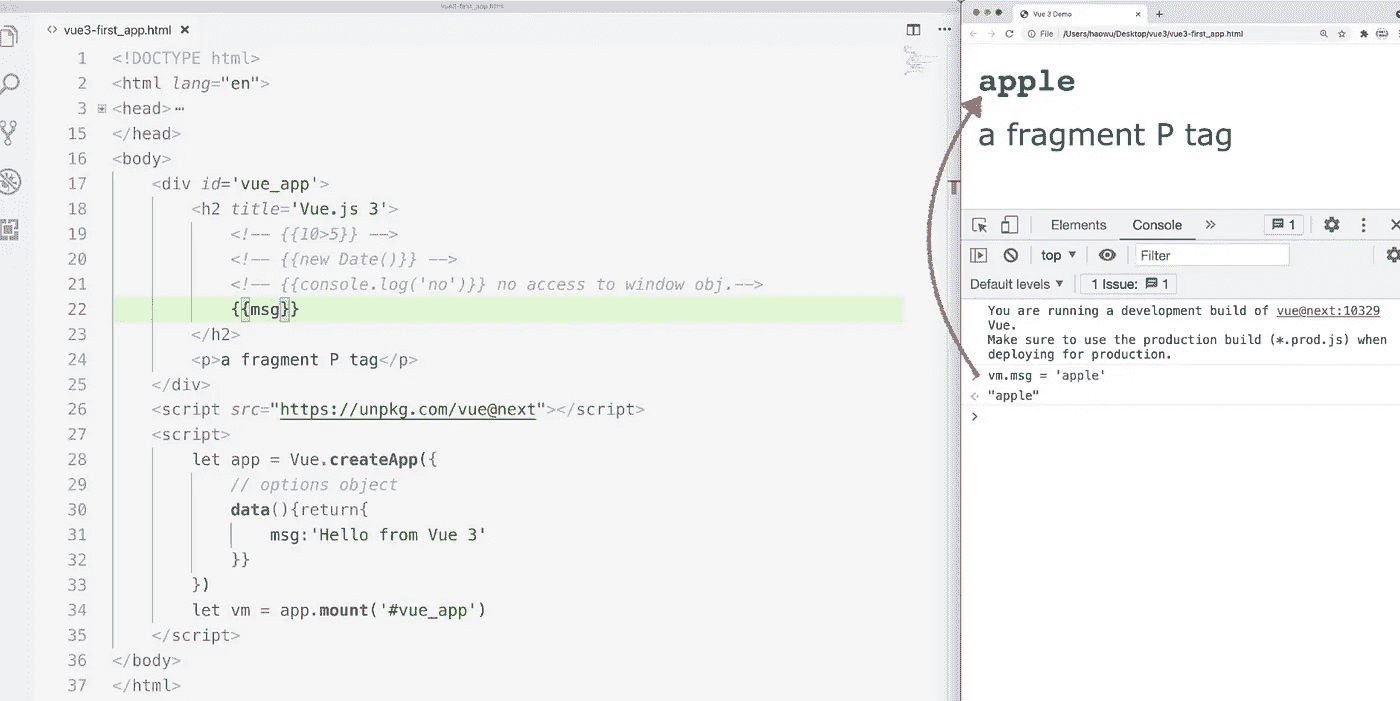 vue3-first_app.html
<> vue3-first_app.html ×
1 <!DOCTYPE html>
2 <html lang="en">
3 <head>⋯
15 </head>
16 <body>
17 <div id='vue_app'>
18 <h2 title='Vue.js 3'>
19 <!-- {{10>5}} -->
20 <!-- {{new Date()}} -->
21 <!-- {{console.log('no')}} no access to window obj.-->
22 {{msg}}
23 </h2>
24 <p>a fragment P tag</p>
25 </div>
26 <script src="https://unpkg.com/vue@next"></script>
27 <script>
28 let app = Vue.createApp({
29 // options object
30 data(){return{
31 msg:'Hello from Vue 3'
32 }}
33 })
34 let vm = app.mount('#vue_app')
35 </script>
36 </body>
37 </html>
Vue 3 Demo
File /Users/haowu/Desktop/vue3/vue3-first_app.html
apple
a fragment P tag
T
Elements Console » 1
top Filter
Default levels 1 Issue: 1
You are running a development build of vue@next:10329
Vue.
Make sure to use the production build (*.prod.js) when
deploying for production.
> vm.msg = 'apple'
"apple"
>